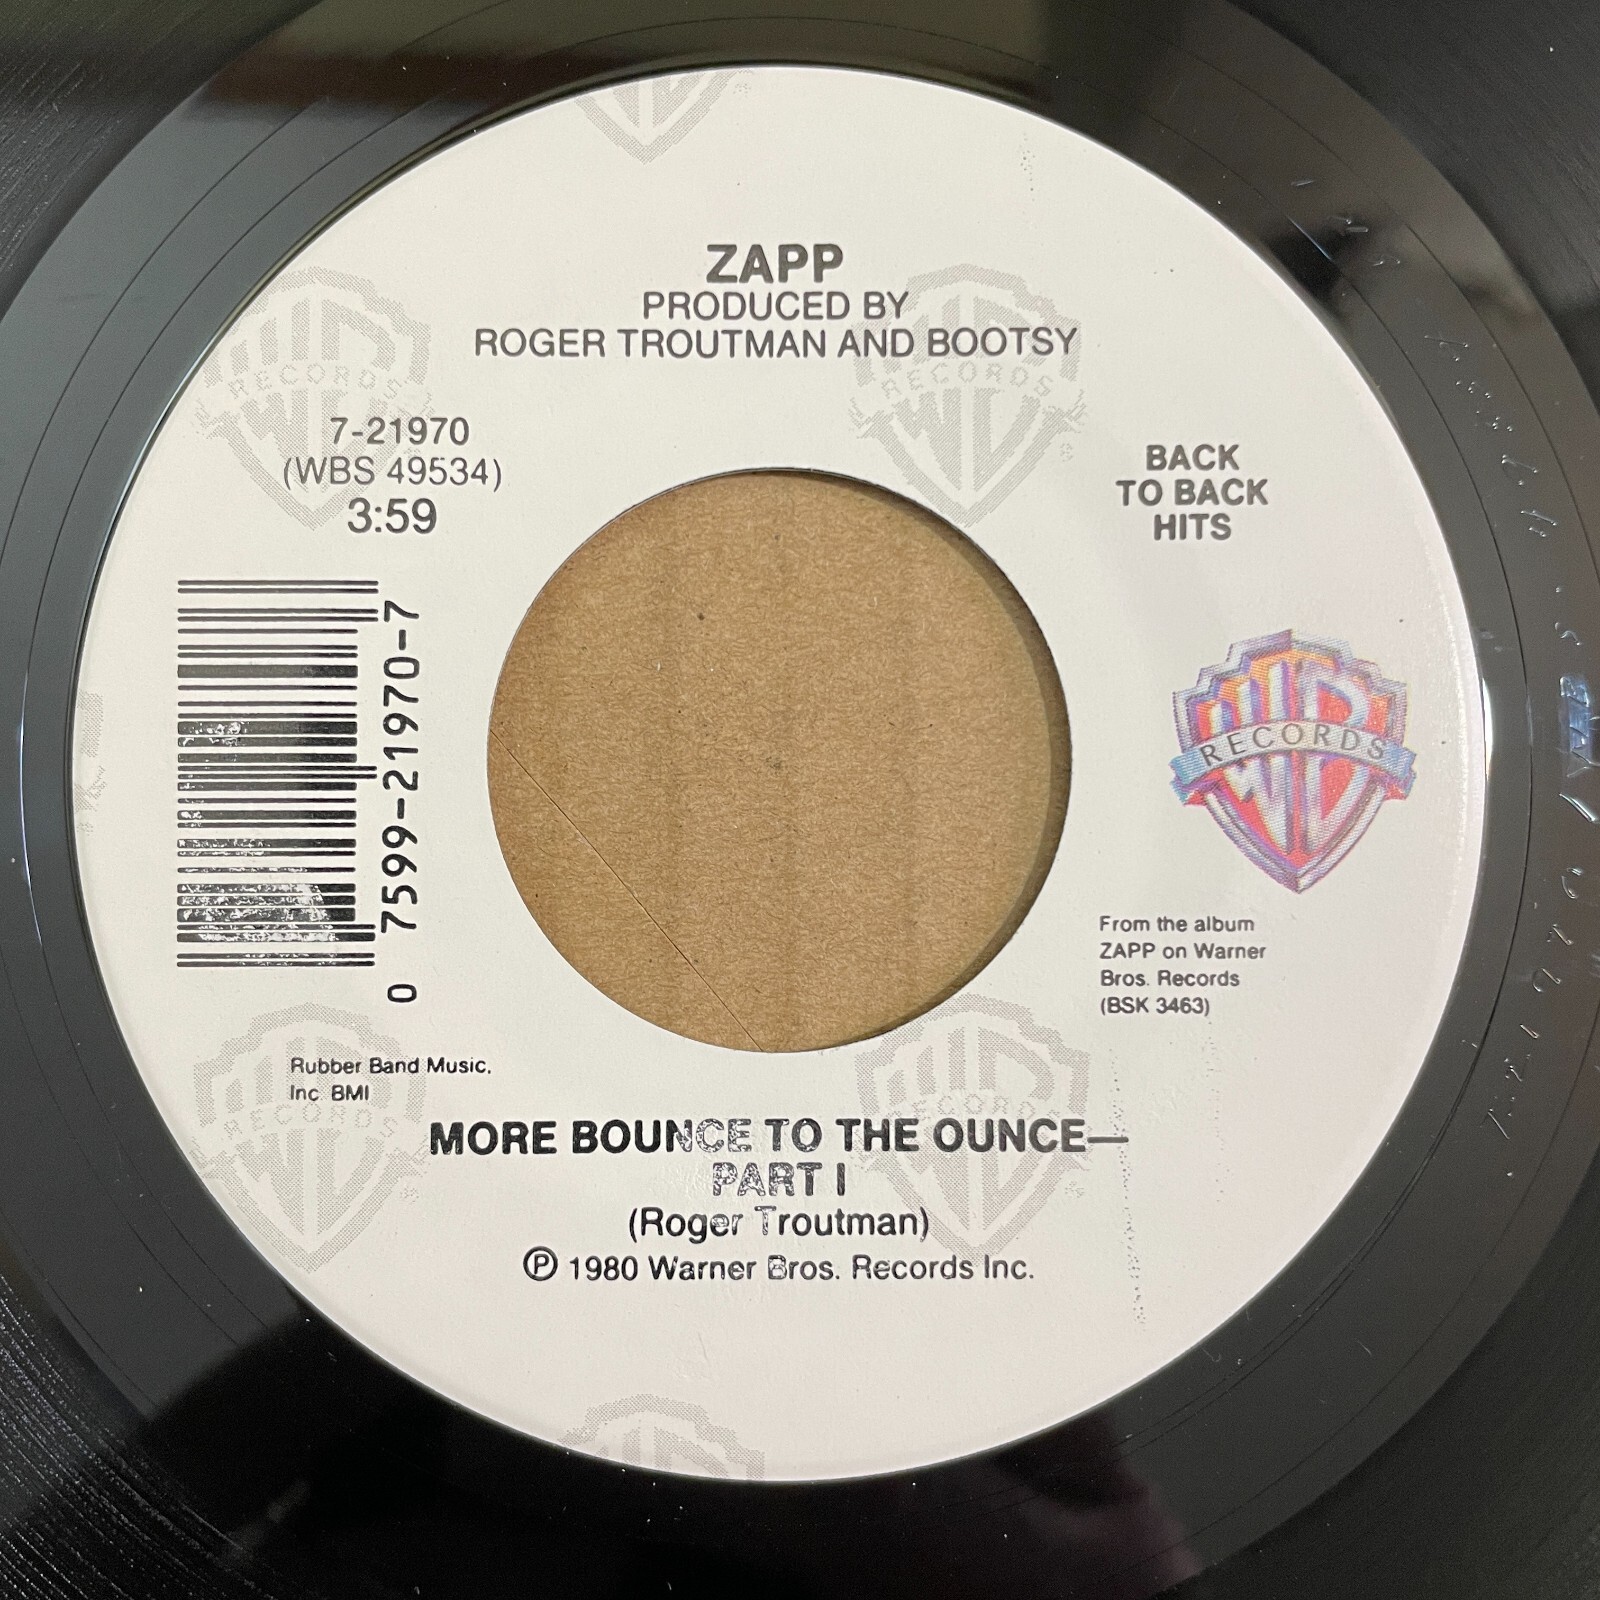 ZAPP
PRODUCED BY
ROGER TROUTMAN AND BOOTSY
7-21970
(WBS 49534)
3:59
BACK
TO BACK
HITS
0 7599-21970-7
WB
RECORDS
From the album
ZAPP on Warner
Bros. Records
(BSK 3463)
Rubber Band Music,
Inc. BMI
MORE BOUNCE TO THE OUNCE—
PART I
(Roger Troutman)
℗ 1980 Warner Bros. Records Inc.